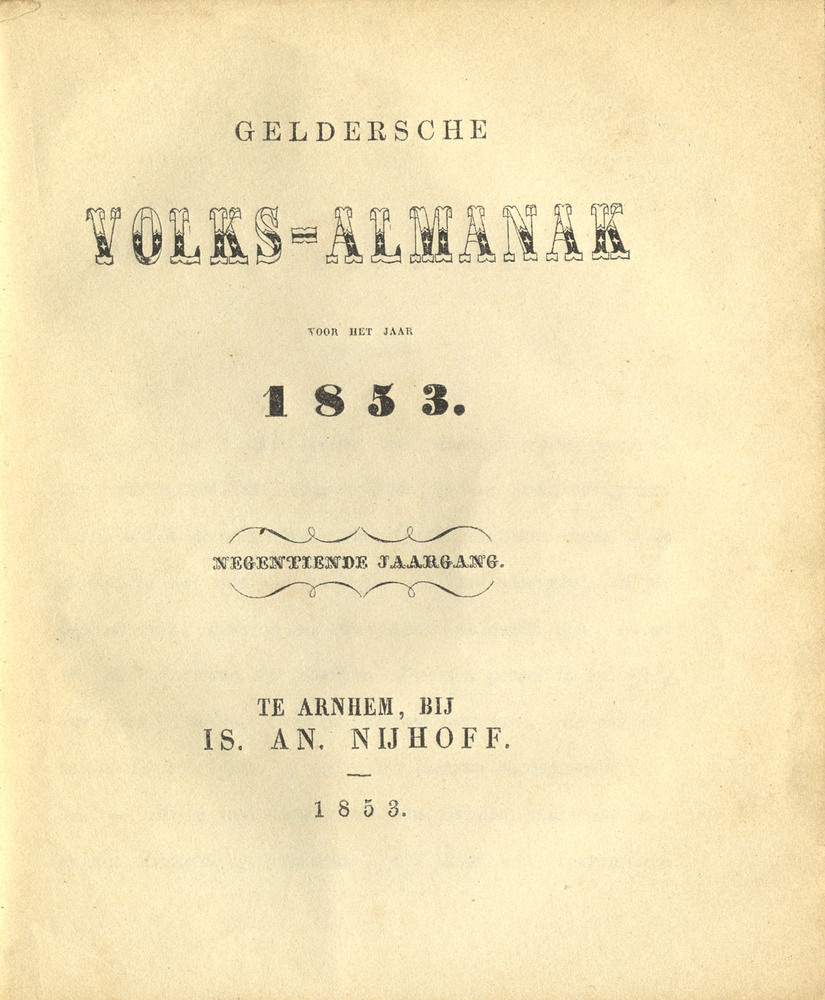 GELDERSCHE
VOLKS=ALMANAK
VOOR HET JAAR
1853.
NEGENTIENDE JAARGANG.
TE ARNHEM, BIJ
IS. AN. NIJHOFF.
1853.